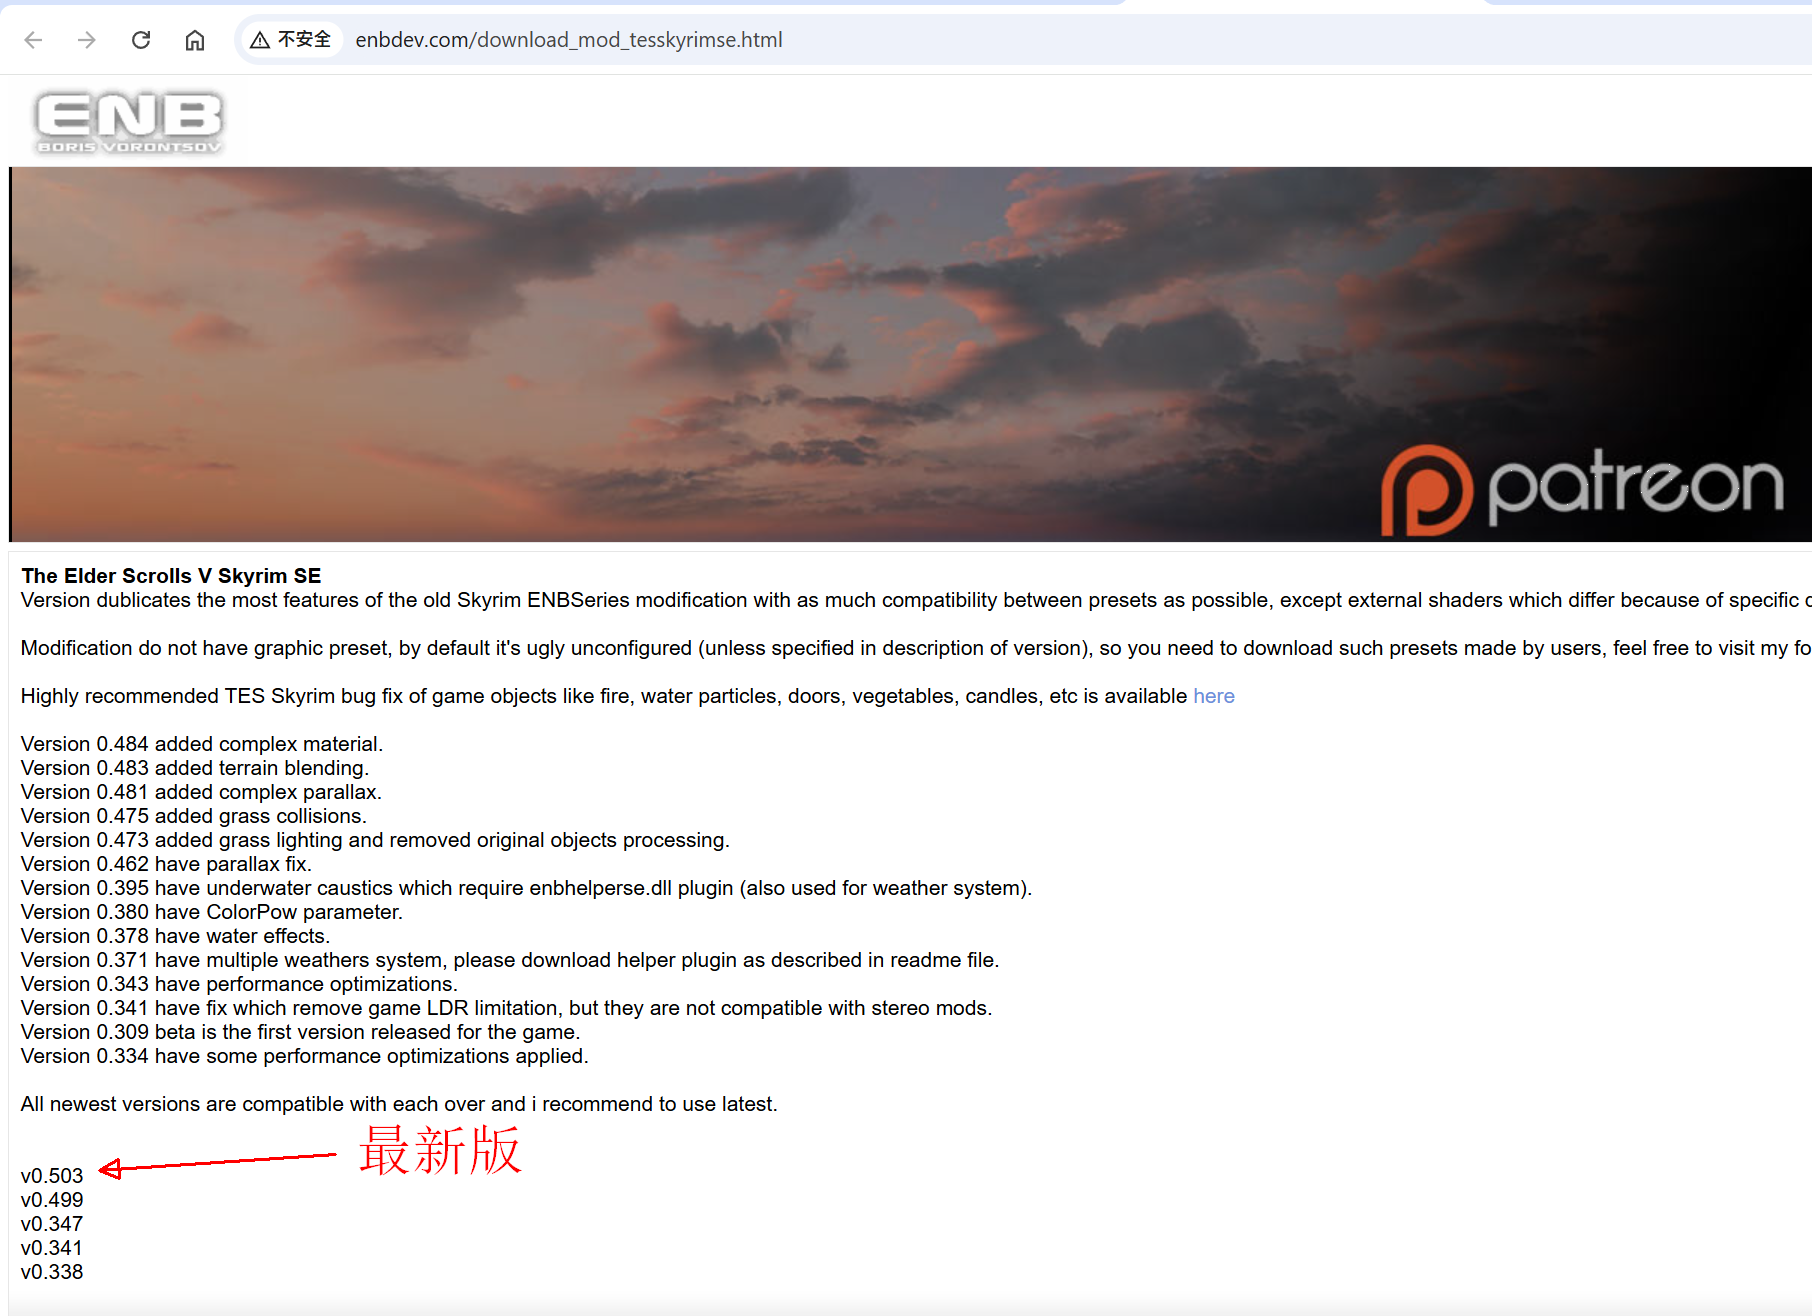 不安全 enbdev.com/download_mod_tesskyrimse.html
ENB
BORIS VORONTSOV
patreon
The Elder Scrolls V Skyrim SE
Version dublicates the most features of the old Skyrim ENBSeries modification with as much compatibility between presets as possible, except external shaders which differ because of specific
Modification do not have graphic preset, by default it's ugly unconfigured (unless specified in description of version), so you need to download such presets made by users, feel free to visit my fo
Highly recommended TES Skyrim bug fix of game objects like fire, water particles, doors, vegetables, candles, etc is available here
Version 0.484 added complex material.
Version 0.483 added terrain blending.
Version 0.481 added complex parallax.
Version 0.475 added grass collisions.
Version 0.473 added grass lighting and removed original objects processing.
Version 0.462 have parallax fix.
Version 0.395 have underwater caustics which require enbhelperse.dll plugin (also used for weather system).
Version 0.380 have ColorPow parameter.
Version 0.378 have water effects.
Version 0.371 have multiple weathers system, please download helper plugin as described in readme file.
Version 0.343 have performance optimizations.
Version 0.341 have fix which remove game LDR limitation, but they are not compatible with stereo mods.
Version 0.309 beta is the first version released for the game.
Version 0.334 have some performance optimizations applied.
All newest versions are compatible with each over and i recommend to use latest.
最新版
v0.503
v0.499
v0.347
v0.341
v0.338